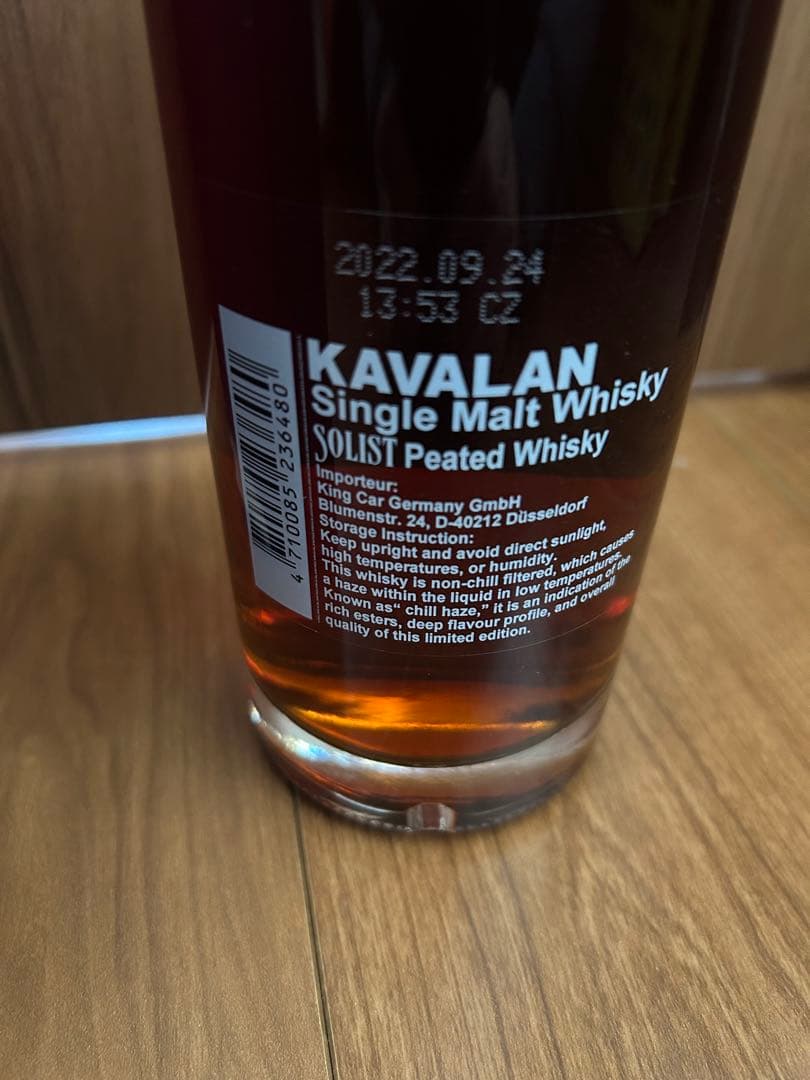 2022.09.24
13:53 CZ
KAVALAN
Single Malt Whisky
SOLIST Peated Whisky
Importeur:
King Car Germany GmbH
Blumenstr. 24, D-40212 Düsseldorf
Storage Instruction:
Keep upright and avoid direct sunlight,
high temperatures, or humidity.
This whisky is non-chill filtered, which causes
a haze within the liquid in low temperatures.
Known as“ chill haze,” it is an indication of the
rich esters, deep flavour profile, and overall
quality of this limited edition.
4 710085 236480